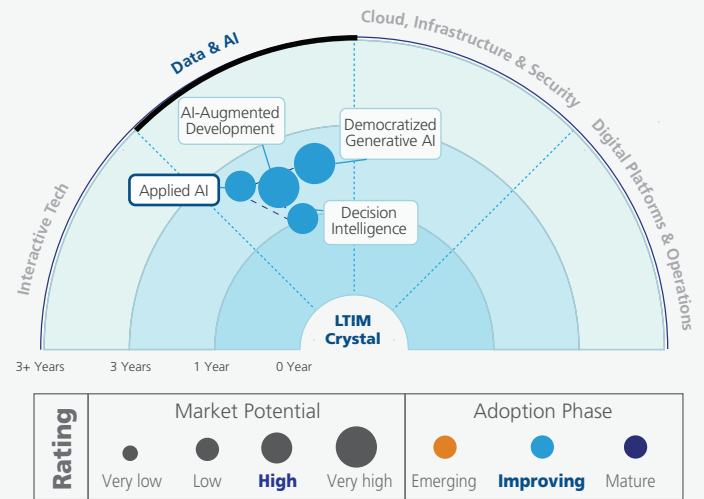 Cloud, Infrastructure & Security
Data & AI
Digital Platforms & Operations
Interactive Tech
AI-Augmented
Development
Democratized
Generative AI
Applied AI
Decision
Intelligence
LTIM
Crystal
3+ Years
3 Years
1 Year
0 Year
Rating
Market Potential
Very low
Low
High
Very high
Adoption Phase
Emerging
Improving
Mature